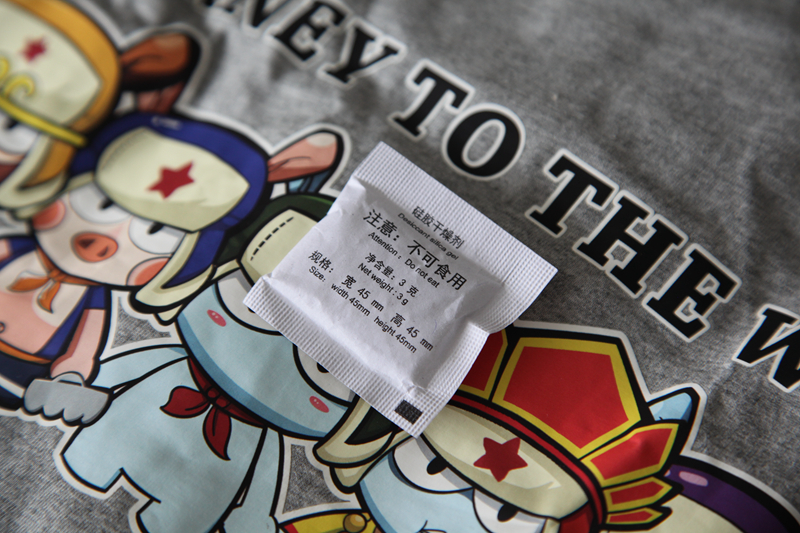 NEY TO THE W
硅胶干燥剂
Desiccant silica gel
注意：不可食用
Attention：Do not eat
净含量：3 克
Net weight：3 g
规格：宽 45 mm 高 45 mm
Size: width 45mm height 45mm